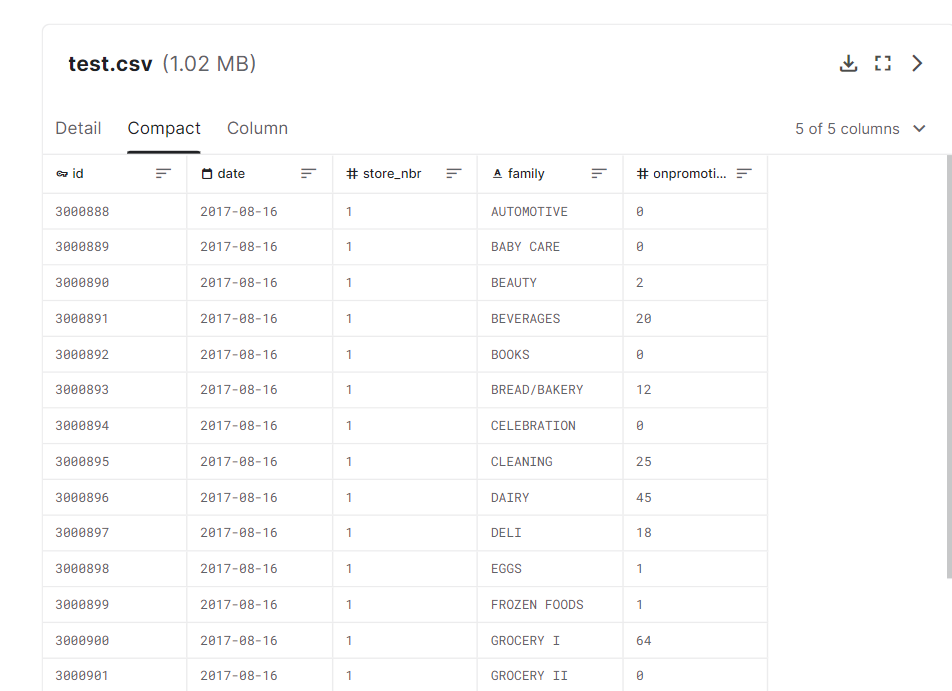 test.csv (1.02 MB)
Detail Compact Column 5 of 5 columns
id date store_nbr family onpromoti...
3000888 2017-08-16 1 AUTOMOTIVE 0
3000889 2017-08-16 1 BABY CARE 0
3000890 2017-08-16 1 BEAUTY 2
3000891 2017-08-16 1 BEVERAGES 20
3000892 2017-08-16 1 BOOKS 0
3000893 2017-08-16 1 BREAD/BAKERY 12
3000894 2017-08-16 1 CELEBRATION 0
3000895 2017-08-16 1 CLEANING 25
3000896 2017-08-16 1 DAIRY 45
3000897 2017-08-16 1 DELI 18
3000898 2017-08-16 1 EGGS 1
3000899 2017-08-16 1 FROZEN FOODS 1
3000900 2017-08-16 1 GROCERY I 64
3000901 2017-08-16 1 GROCERY II 0